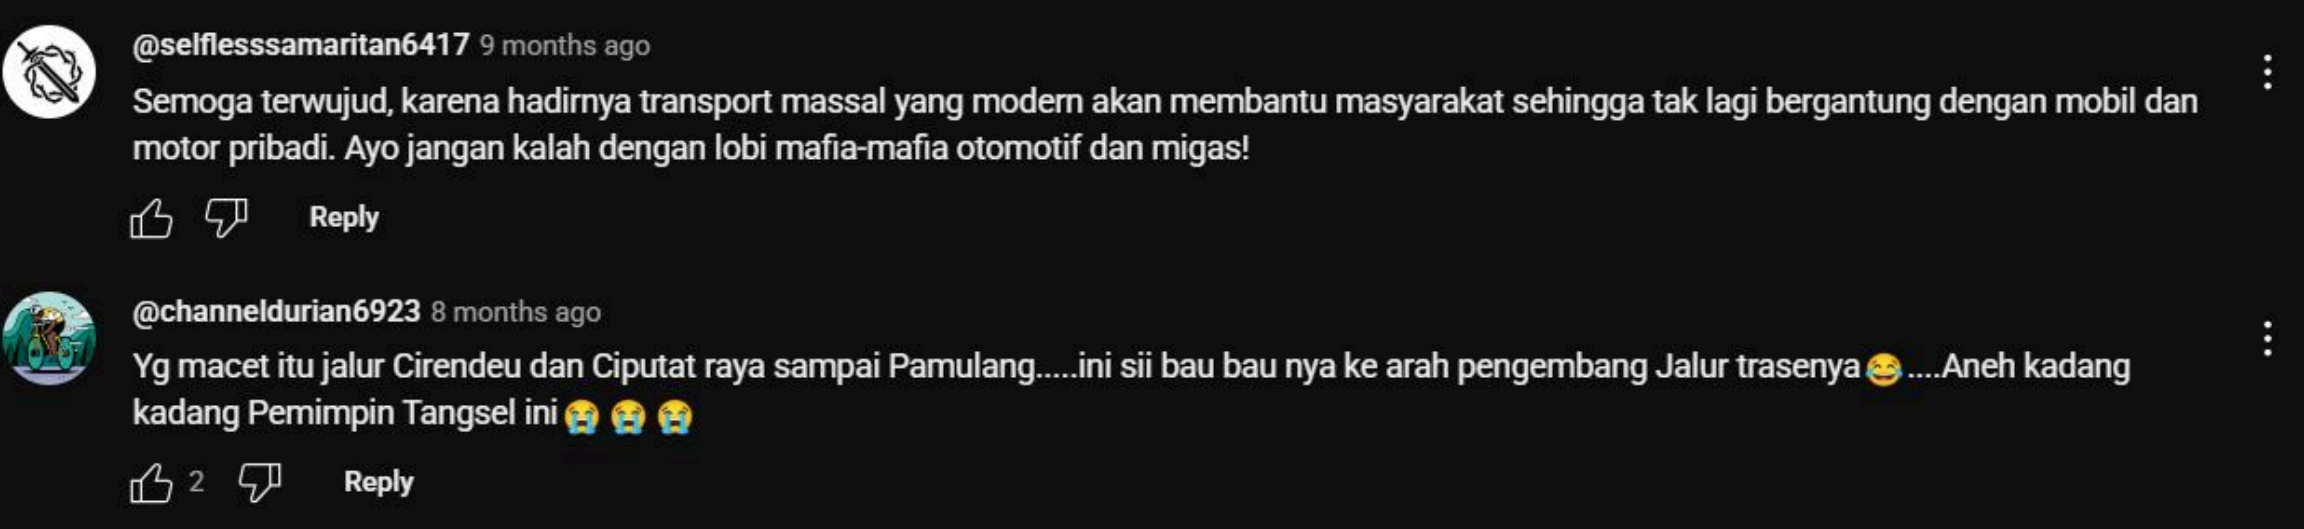 @selflesssamaritan6417 9 months ago
Semoga terwujud, karena hadirnya transport massal yang modern akan membantu masyarakat sehingga tak lagi bergantung dengan mobil dan
motor pribadi. Ayo jangan kalah dengan lobi mafia-mafia otomotif dan migas!
Reply
@channeldurian6923 8 months ago
Yg macet itu jalur Cirendeu dan Ciputat raya sampai Pamulang.....ini sii bau bau nya ke arah pengembang Jalur trasenya😂....Aneh kadang
kadang Pemimpin Tangsel ini😭😭😭
2 Reply